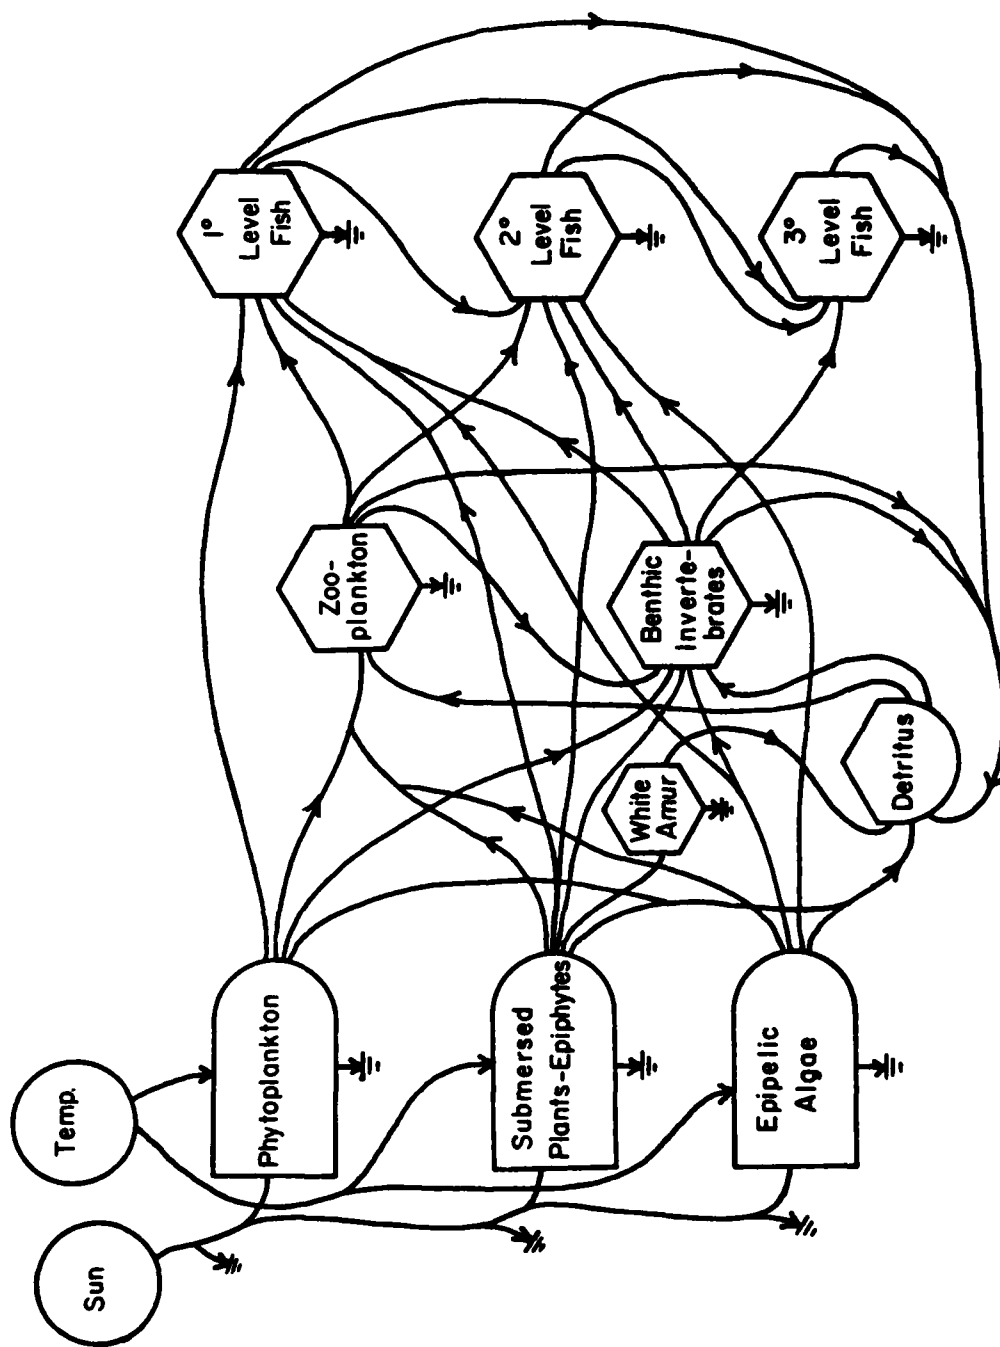 Sun
Temp.
Phytoplankton
Submersed
Plants-Epiphytes
Epipelic
Algae
Zoo-
plankton
White
Amur
Benthic
Inverte-
brates
Detritus
1°
Level
Fish
2°
Level
Fish
3°
Level
Fish